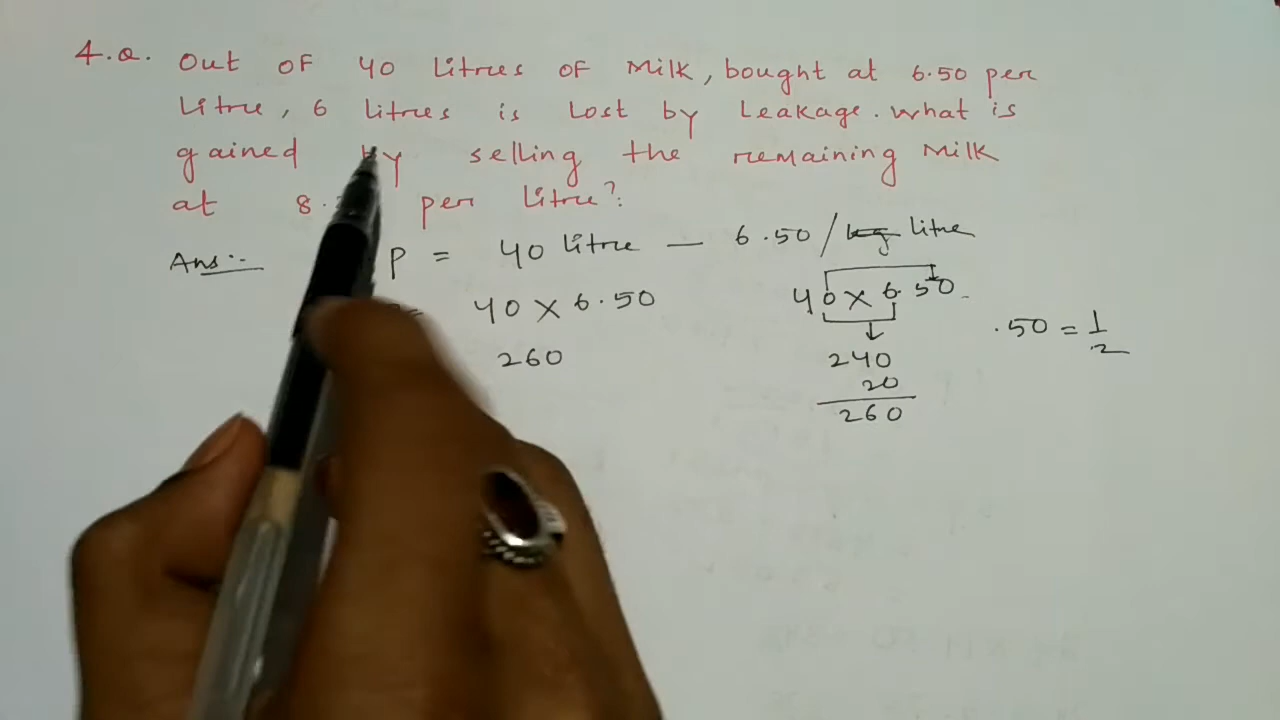 4.Q. Out OF 40 Litres OF Milk, bought at 6.50 per
Litre, 6 litres is Lost by Leakage. what is
gained by selling the remaining Milk
at 8. per Litre?
Ans:- P = 40 litre — 6.50/kg litre
= 40 × 6.50 40 × 6.50
260 240 .50 = 1/2
20
260